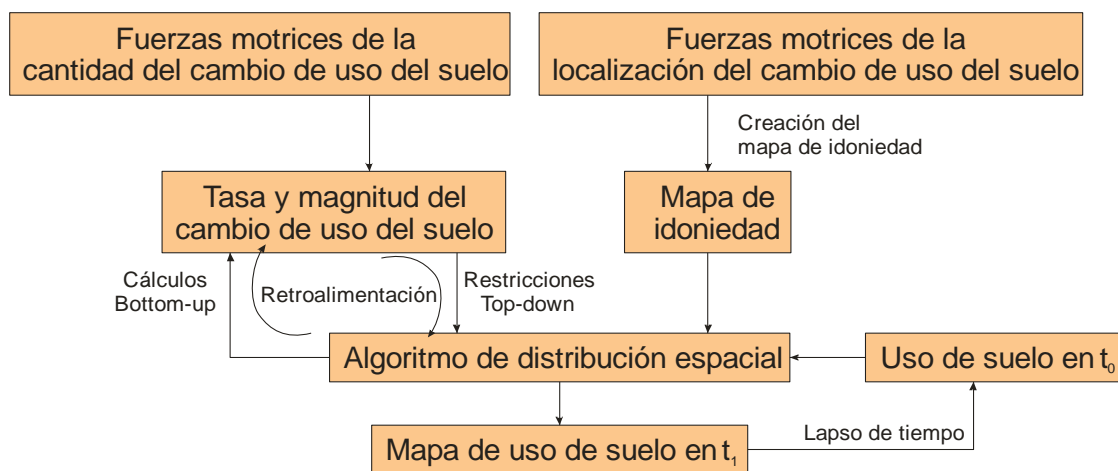 Fuerzas motrices de la
cantidad del cambio de uso del suelo
Fuerzas motrices de la
localización del cambio de uso del suelo
Creación del
mapa de idoniedad
Tasa y magnitud del
cambio de uso del suelo
Mapa de
idoniedad
Cálculos
Bottom-up
Retroalimentación
Restricciones
Top-down
Algoritmo de distribución espacial
Uso de suelo en t₀
Mapa de uso de suelo en t₁
Lapso de tiempo